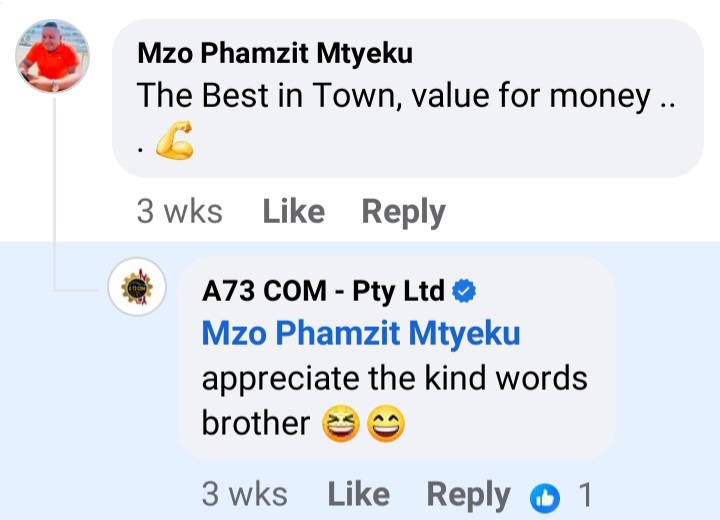 Mzo Phamzit Mtyeku
The Best in Town, value for money ..
. 💪
3 wks Like Reply
A73 COM - Pty Ltd
Mzo Phamzit Mtyeku
appreciate the kind words
brother 😆😄
3 wks Like Reply 1